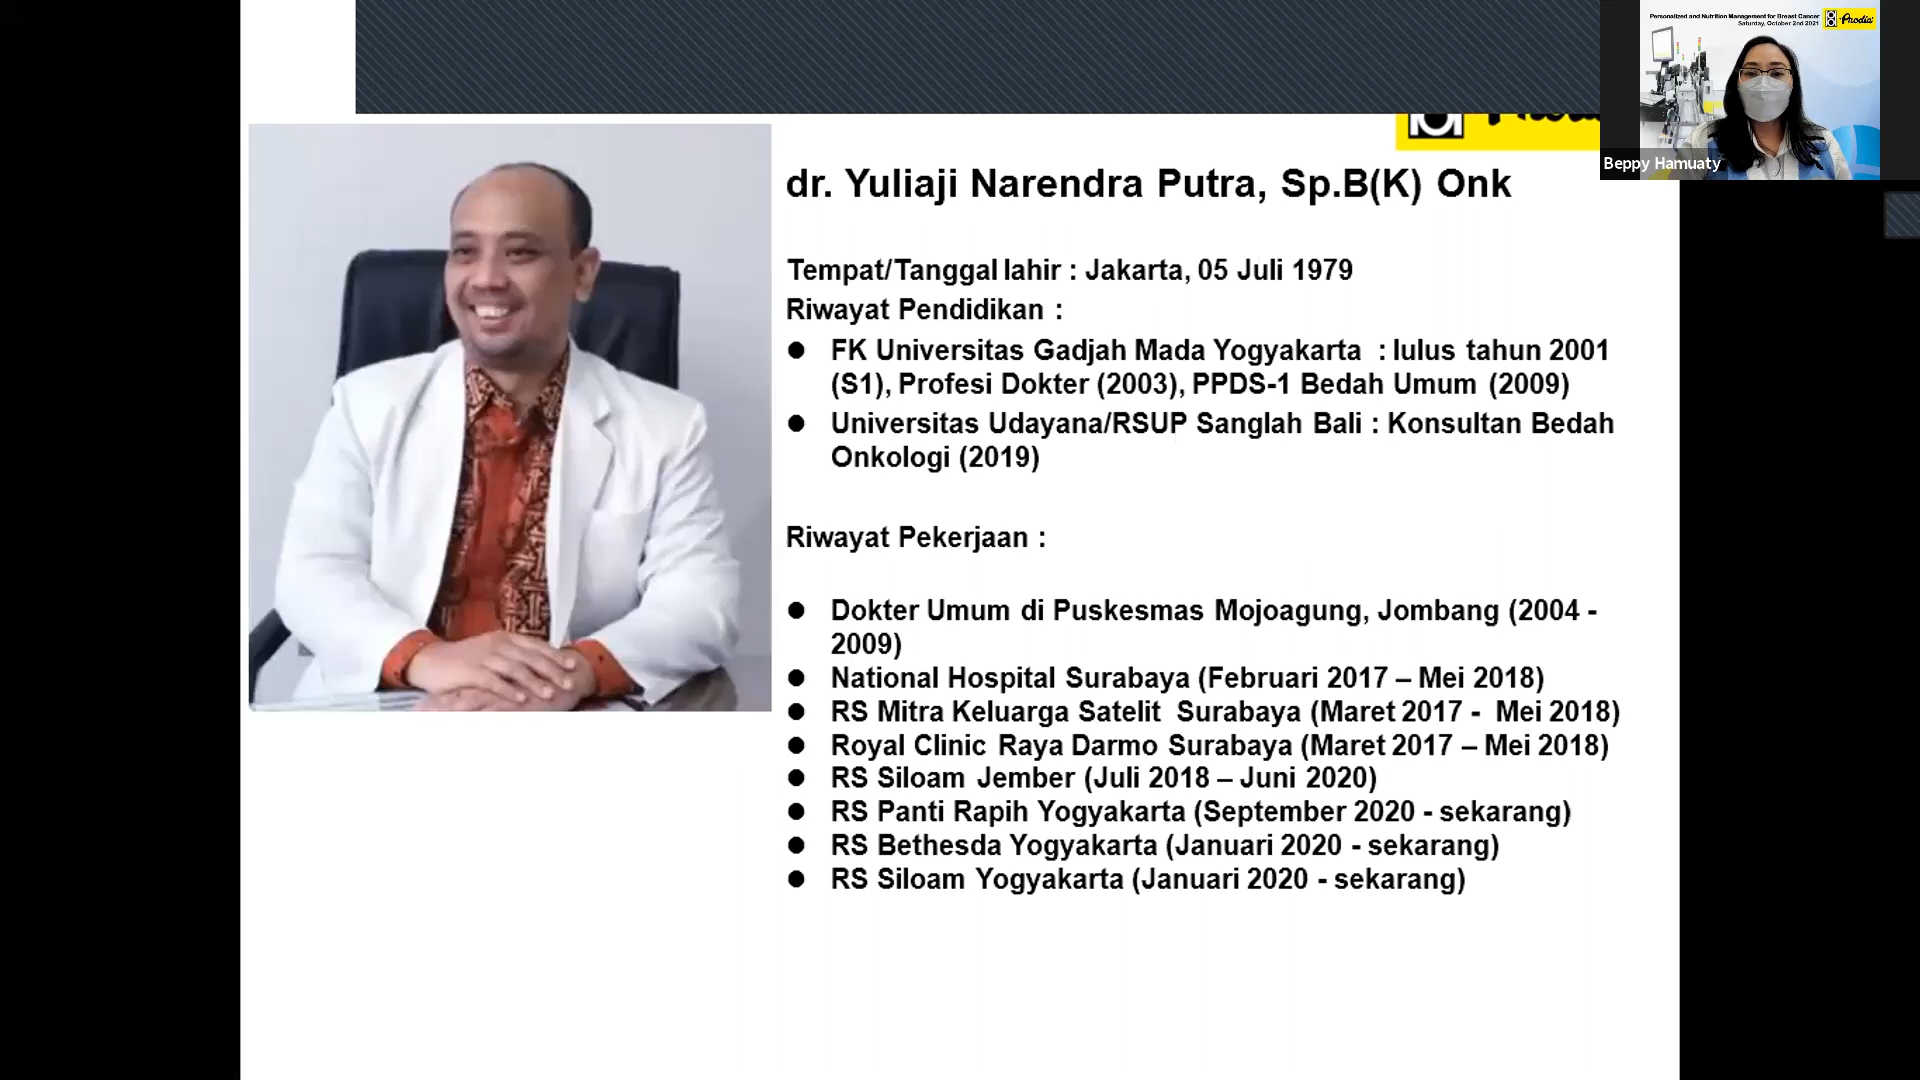 Personalized and Nutrition Management for Breast Cancer
Saturday, October 2nd 2021
Prodia
Beppy Hamuaty
dr. Yuliaji Narendra Putra, Sp.B(K) Onk
Tempat/Tanggal lahir : Jakarta, 05 Juli 1979
Riwayat Pendidikan :
● FK Universitas Gadjah Mada Yogyakarta : lulus tahun 2001
(S1), Profesi Dokter (2003), PPDS-1 Bedah Umum (2009)
● Universitas Udayana/RSUP Sanglah Bali : Konsultan Bedah
Onkologi (2019)
Riwayat Pekerjaan :
● Dokter Umum di Puskesmas Mojoagung, Jombang (2004 -
2009)
● National Hospital Surabaya (Februari 2017 – Mei 2018)
● RS Mitra Keluarga Satelit Surabaya (Maret 2017 - Mei 2018)
● Royal Clinic Raya Darmo Surabaya (Maret 2017 – Mei 2018)
● RS Siloam Jember (Juli 2018 – Juni 2020)
● RS Panti Rapih Yogyakarta (September 2020 - sekarang)
● RS Bethesda Yogyakarta (Januari 2020 - sekarang)
● RS Siloam Yogyakarta (Januari 2020 - sekarang)